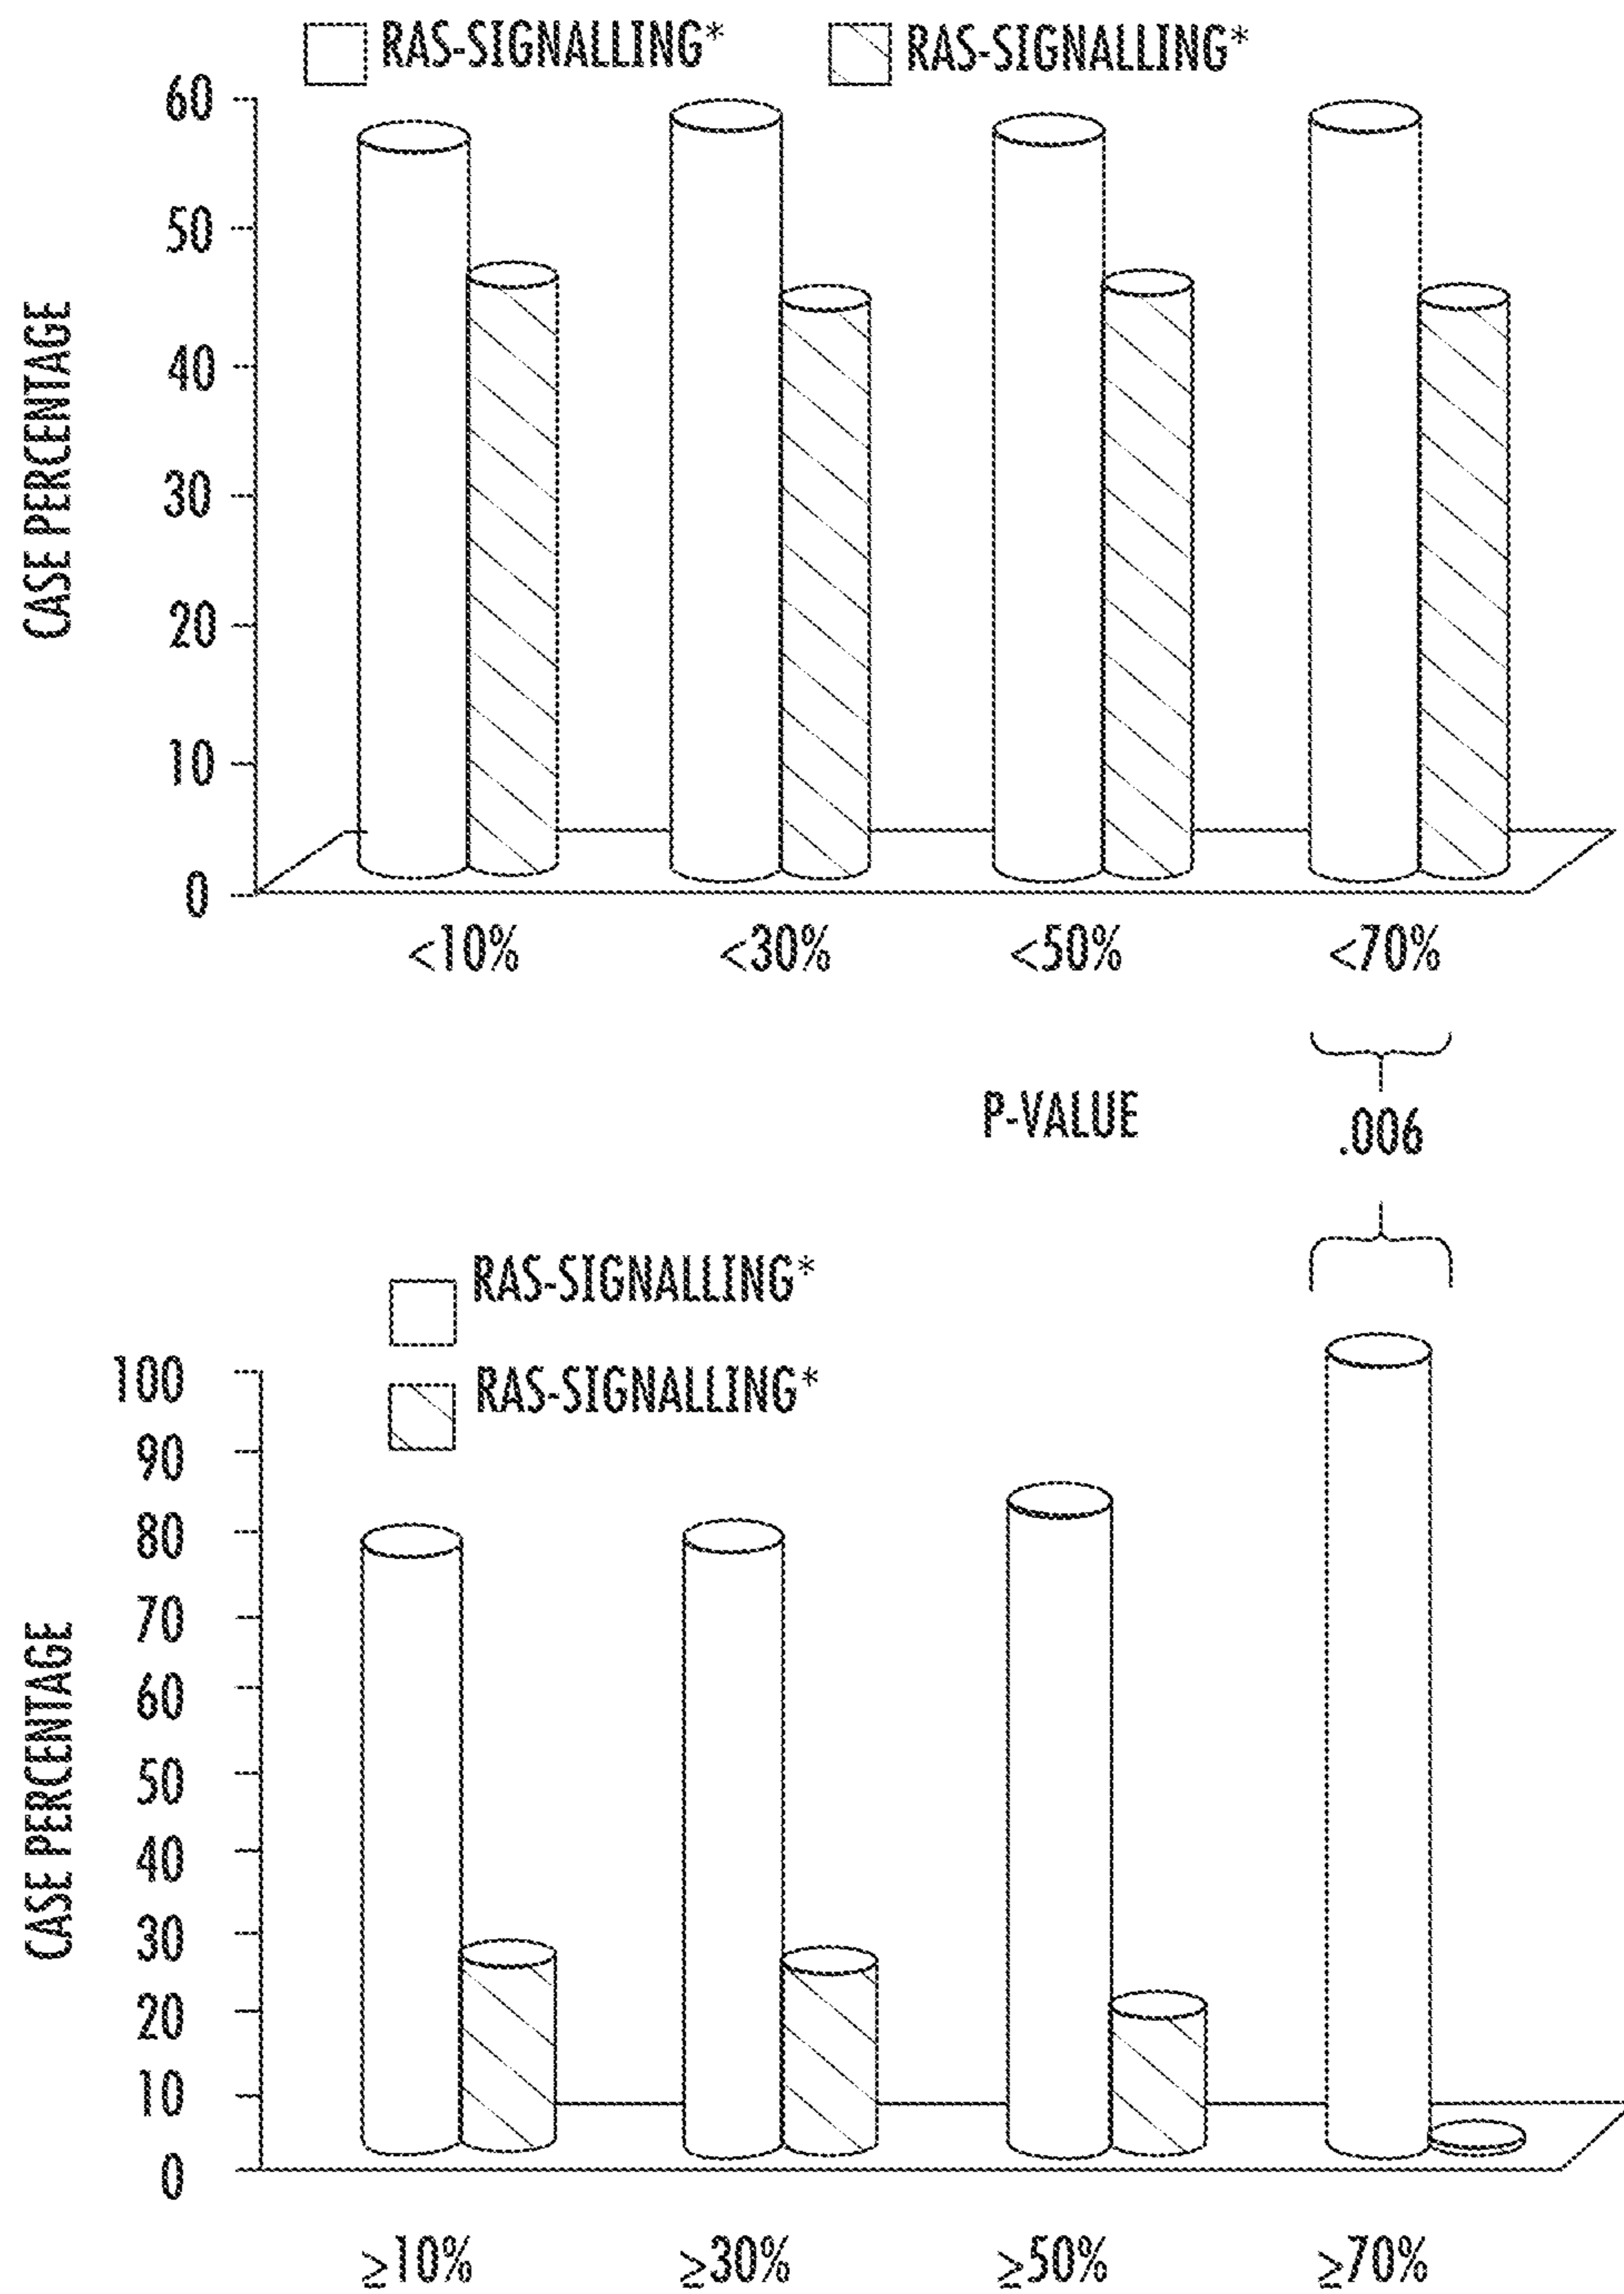 RAS-SIGNALLING* RAS-SIGNALLING*
60
50
40
30
20
10
0
CASE PERCENTAGE
<10% <30% <50% <70%
P-VALUE .006
RAS-SIGNALLING*
RAS-SIGNALLING*
100
90
80
70
60
50
40
30
20
10
0
CASE PERCENTAGE
≥10% ≥30% ≥50% ≥70%